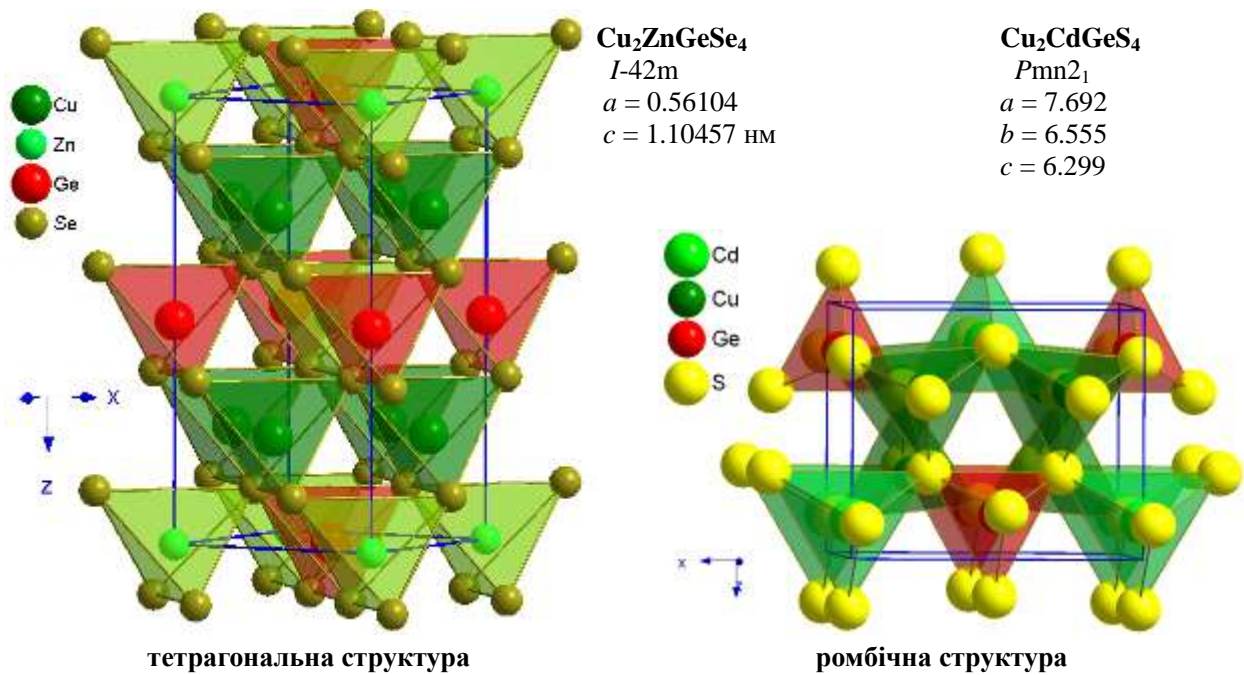 Cu₂ZnGeSe₄
I-42m
a = 0.56104
c = 1.10457 нм
Cu₂CdGeS₄
Pmn2₁
a = 7.692
b = 6.555
c = 6.299
Cu
Zn
Ge
Se
X
Z
Cd
Cu
Ge
S
x
тетрагональна структура
ромбічна структура